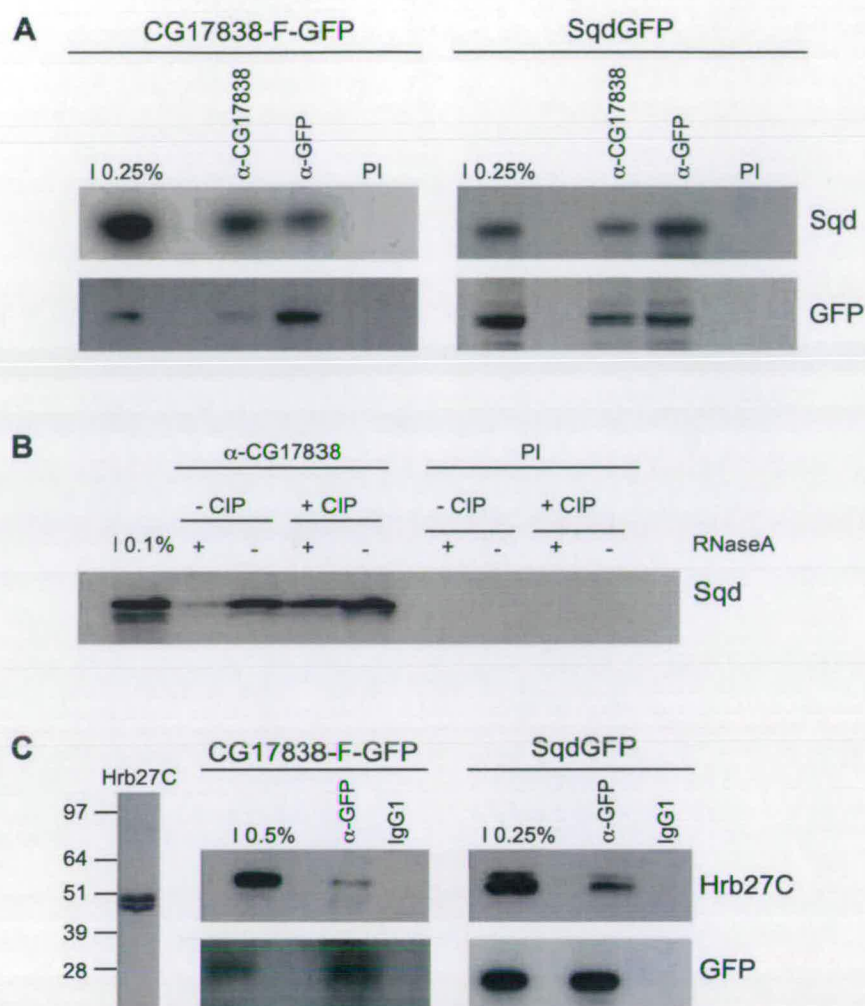 A
CG17838-F-GFP SqdGFP
I 0.25% α-CG17838 α-GFP PI I 0.25% α-CG17838 α-GFP PI
Sqd
GFP
B
α-CG17838 PI
- CIP + CIP - CIP + CIP
I 0.1% + - + - + - + - RNaseA
Sqd
C
Hrb27C CG17838-F-GFP SqdGFP
I 0.5% α-GFP IgG1 I 0.25% α-GFP IgG1
97
64
51
39
28
Hrb27C
GFP